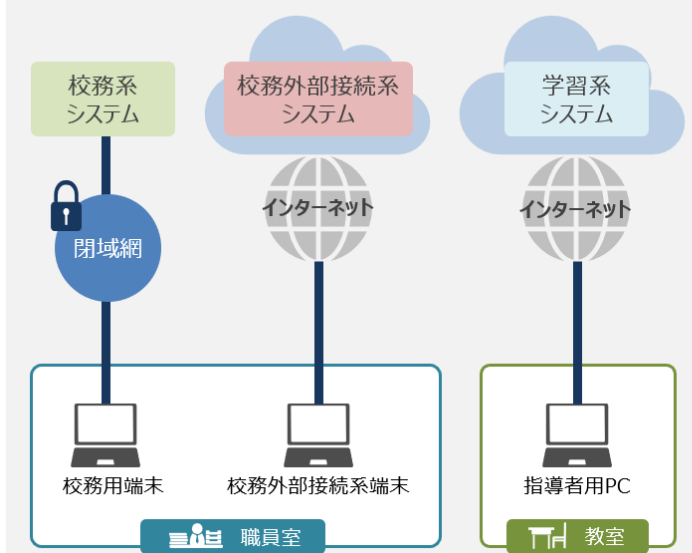 校務系
システム
校務外部接続系
システム
学習系
システム
閉域網
インターネット
インターネット
校務用端末
校務外部接続系端末
指導者用PC
職員室
教室